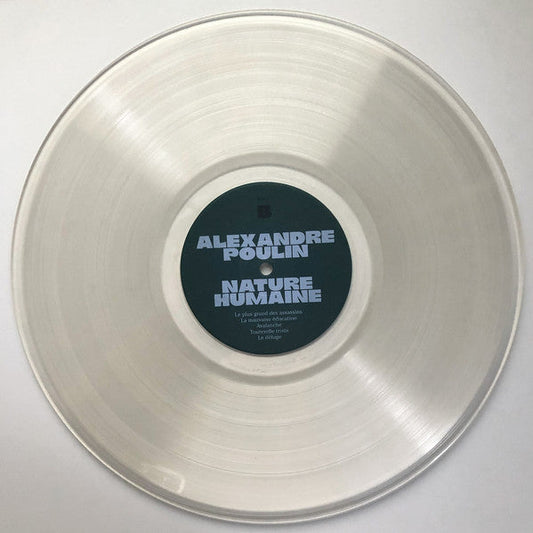 B
ALEXANDRE
POULIN
NATURE
HUMAINE
Le plus grand des assassins
La mauvaise éducation
Avalanche
Tourterelle triste
Le déluge